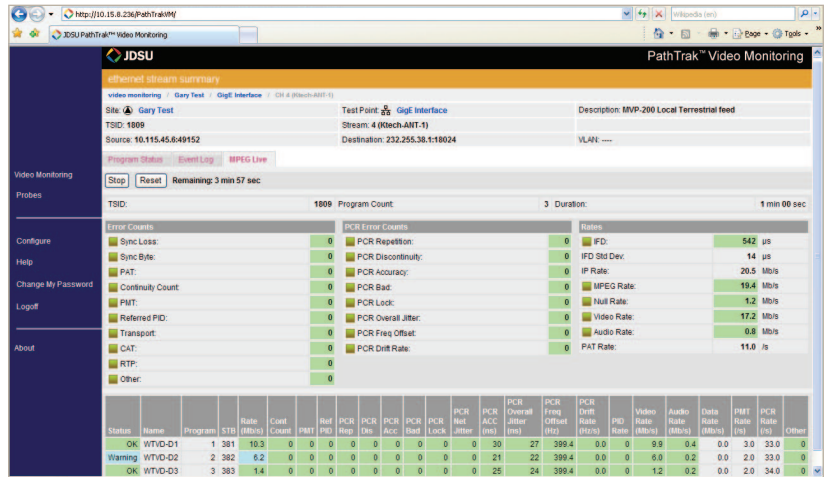 http://10.15.8.236/PathTrakVM/
Wikipedia (en)
JDSU PathTrak™ Video Monitoring
Page
Tools
JDSU
PathTrak™ Video Monitoring
ethernet stream summary
video monitoring / Gary Test / GigE Interface / CH 4 (Ktech-ANT-1)
Site: Gary Test Test Point: GigE Interface Description: MVP-200 Local Terrestrial feed
TSID: 1809 Stream: 4 (Ktech-ANT-1)
Source: 10.115.45.6:49152 Destination: 232.255.38.1:18024 VLAN: ----
Program Status Event Log MPEG Live
Video Monitoring
Probes
Configure
Help
Change My Password
Logoff
About
Stop Reset Remaining: 3 min 57 sec
TSID: 1809 Program Count: 3 Duration: 1 min 00 sec
Error Counts PCR Error Counts Rates
Sync Loss: 0 PCR Repetition: 0 IFD: 542 µs
Sync Byte: 0 PCR Discontinuity: 0 IFD Std Dev: 14 µs
PAT: 0 PCR Accuracy: 0 IP Rate: 20.5 Mb/s
Continuity Count: 0 PCR Bad: 0 MPEG Rate: 19.4 Mb/s
PMT: 0 PCR Lock: 0 Null Rate: 1.2 Mb/s
Referred PID: 0 PCR Overall Jitter: 0 Video Rate: 17.2 Mb/s
Transport: 0 PCR Freq Offset: 0 Audio Rate: 0.8 Mb/s
CAT: 0 PCR Drift Rate: 0 PAT Rate: 11.0 /s
RTP: 0
Other: 0
Status Name Program STB Rate (Mb/s) Cont Count PMT Ref PID PCR Rep PCR Dis PCR Acc PCR Bad PCR Lock PCR Net Jitter PCR ACC (ns) PCR Overall Jitter (ns) PCR Freq Offset (Hz) PCR Drift Rate (Hz/s) PID Rate Video Rate (Mb/s) Audio Rate (Mb/s) Data Rate (Mb/s) PMT Rate (/s) PCR Rate (/s) Other
OK WTVD-D1 1 381 10.3 0 0 0 0 0 0 0 0 0 30 27 399.4 0.0 0 9.9 0.4 0.0 3.0 33.0 0
Warning WTVD-D2 2 382 6.2 0 0 0 0 0 0 0 0 0 21 22 399.4 0.0 0 6.0 0.2 0.0 2.0 33.0 0
OK WTVD-D3 3 383 1.4 0 0 0 0 0 0 0 0 0 25 24 399.4 0.0 0 1.2 0.2 0.0 2.0 34.0 0